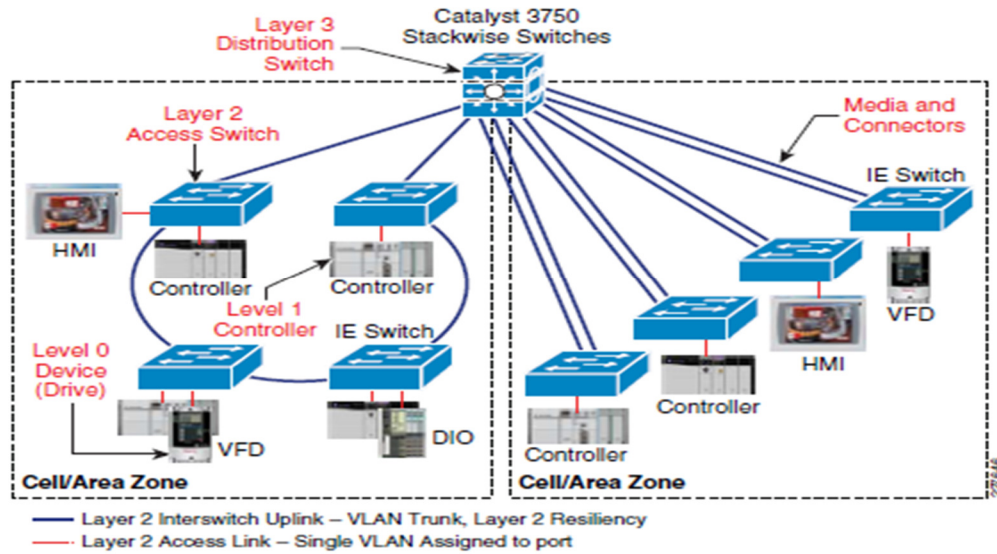 Catalyst 3750
Stackwise Switches
Layer 3
Distribution
Switch
Layer 2
Access Switch
Media and
Connectors
IE Switch
HMI
Controller
Controller
Level 1
Controller
IE Switch
VFD
HMI
Level 0
Device
(Drive)
Controller
VFD
DIO
Controller
Cell/Area Zone
Cell/Area Zone
Layer 2 Interswitch Uplink – VLAN Trunk, Layer 2 Resiliency
Layer 2 Access Link – Single VLAN Assigned to port